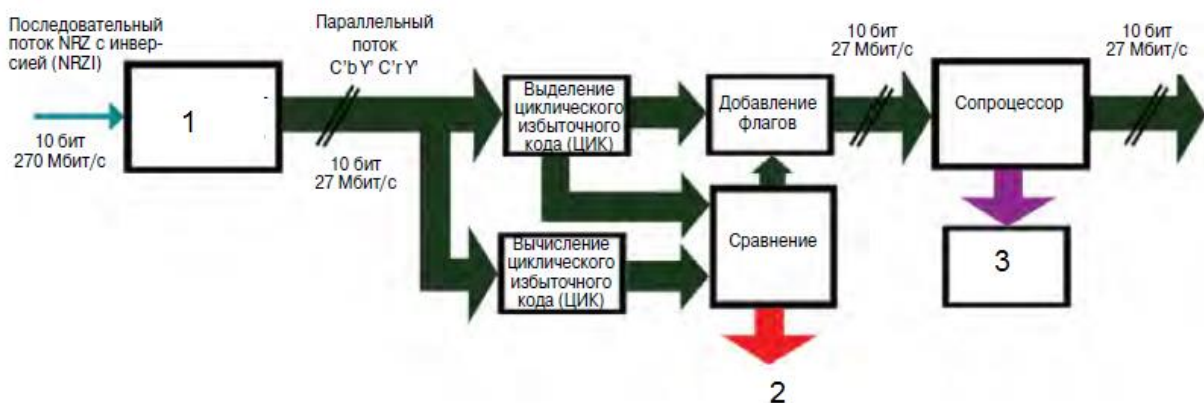 Последовательный
поток NRZ с инвер-
сией (NRZI)
10 бит
270 Мбит/с
1
Параллельный
поток
C'b Y' C'r Y'
10 бит
27 Мбит/с
Выделение
циклического
избыточного
кода (ЦИК)
Вычисление
циклического
избыточного
кода (ЦИК)
Добавление
флагов
Сравнение
2
10 бит
27 Мбит/с
Сопроцессор
3
10 бит
27 Мбит/с